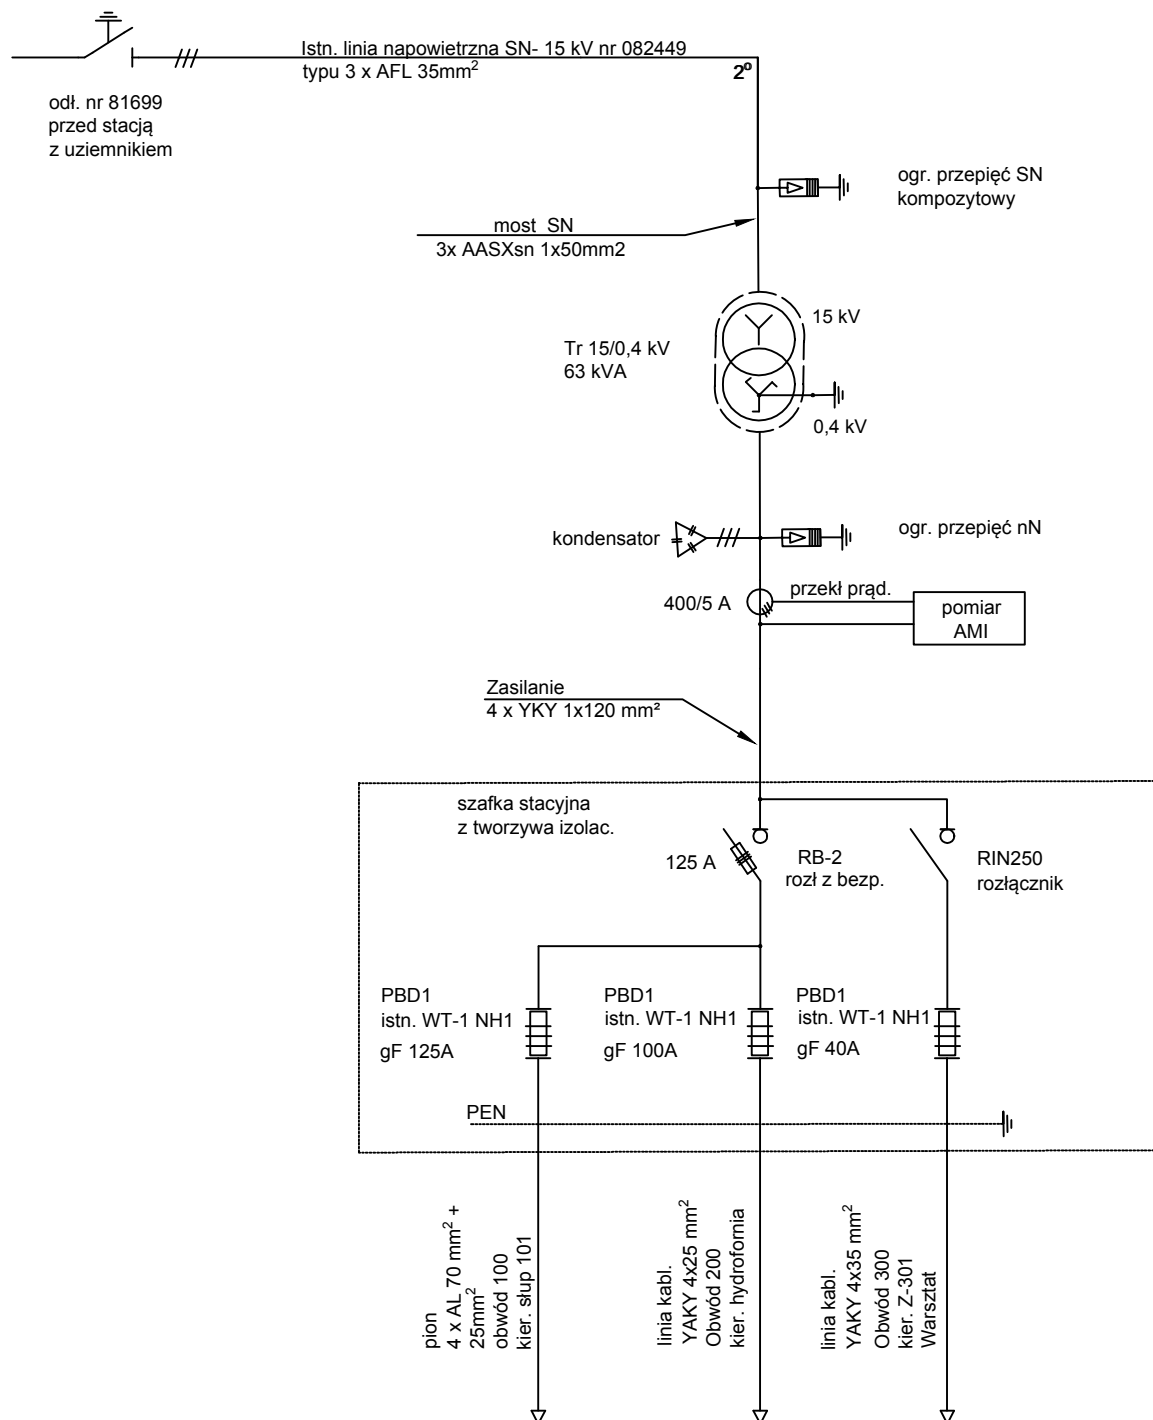 Istn. linia napowietrzna SN- 15 kV nr 082449
typu 3 x AFL 35mm²
2⁰
odł. nr 81699
przed stacją
z uziemnikiem
ogr. przepięć SN
kompozytowy
most SN
3x AASXsn 1x50mm2
15 kV
Tr 15/0,4 kV
63 kVA
0,4 kV
kondensator
ogr. przepięć nN
400/5 A
przekł prąd.
pomiar
AMI
Zasilanie
4 x YKY 1x120 mm²
szafka stacyjna
z tworzywa izolac.
125 A
RB-2
rozł z bezp.
RIN250
rozłącznik
PBD1
istn. WT-1 NH1
gF 125A
PBD1
istn. WT-1 NH1
gF 100A
PBD1
istn. WT-1 NH1
gF 40A
PEN
pion
4 x AL 70 mm² +
25mm²
obwód 100
kier. słup 101
linia kabl.
YAKY 4x25 mm²
Obwód 200
kier. hydrofornia
linia kabl.
YAKY 4x35 mm²
Obwód 300
kier. Z-301
Warsztat